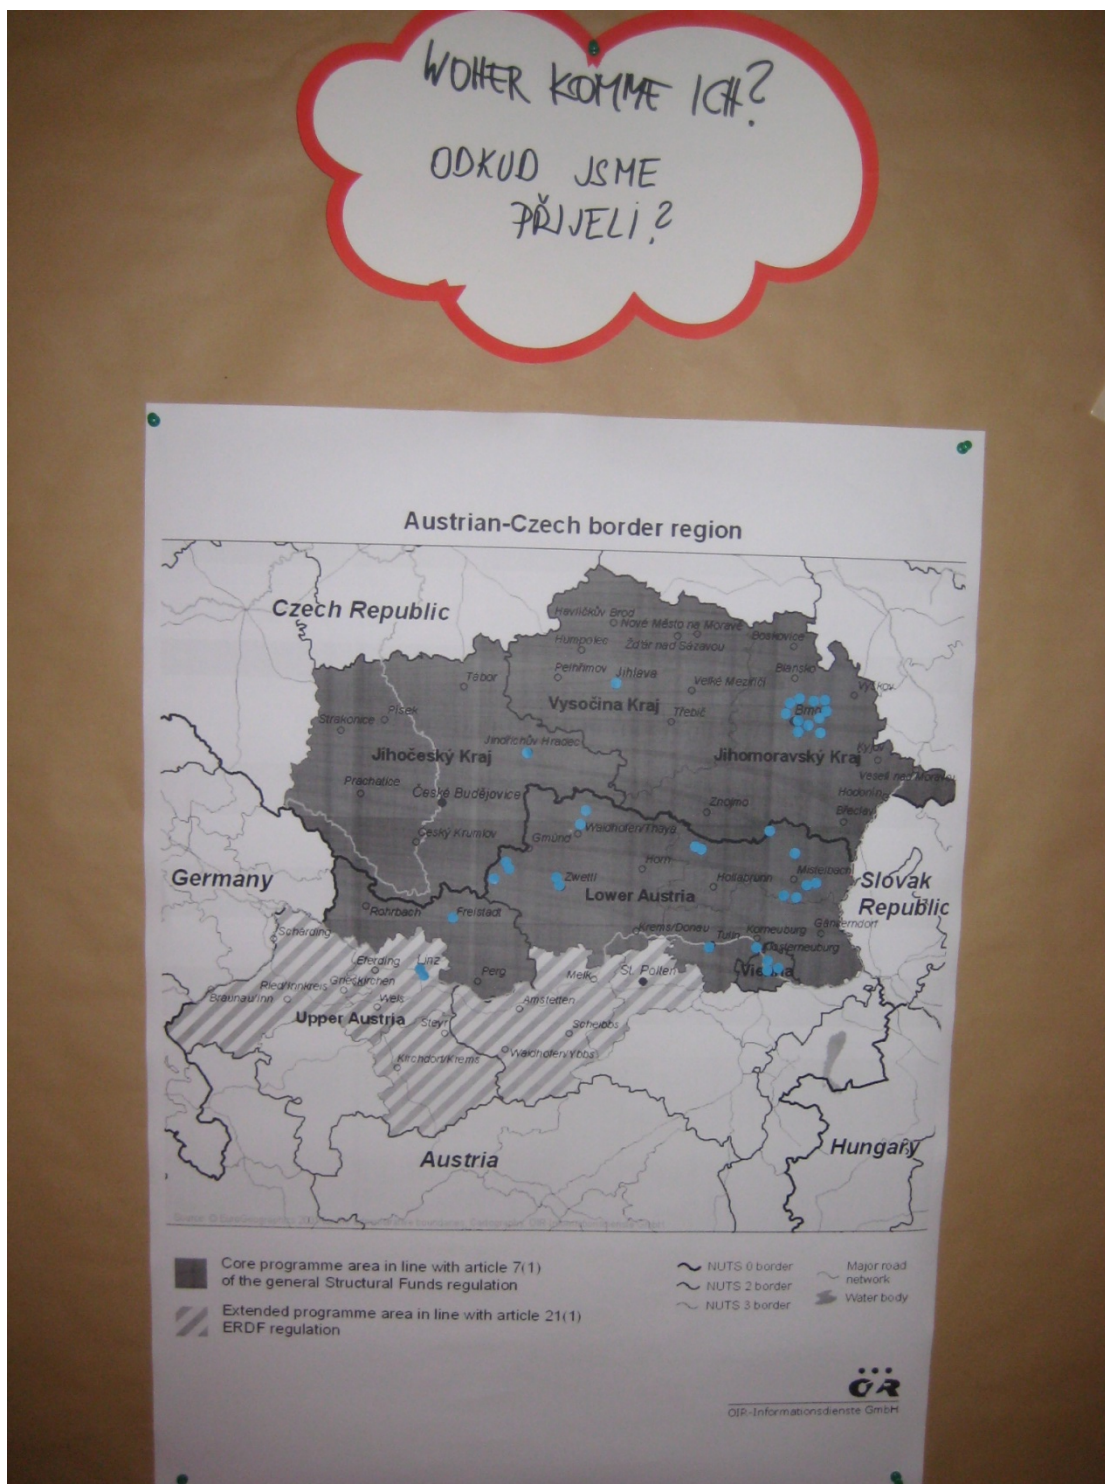 WOHER KOMME ICH?
ODKUD JSME
PŘIJELI?
Austrian-Czech border region
Czech Republic
Havlíčkův Brod
Nové Město na Moravě
Humpolec
Žďár nad Sázavou
Boskovice
Pelhřimov
Jihlava
Blansko
Tábor
Velké Meziříčí
Vyškov
Vysočina Kraj
Písek
Strakonice
Třebíč
Brno
Jindřichův Hradec
Jihočeský Kraj
Jihomoravský Kraj
Kyjov
Veselí nad Moravou
Prachatice
České Budějovice
Hodonín
Znojmo
Břeclav
Český Krumlov
Gmünd
Waidhofen/Thaya
Horn
Germany
Zwettl
Hollabrunn
Mistelbach
Slovak
Republic
Lower Austria
Rohrbach
Freistadt
Krems/Donau
Tulln
Korneuburg
Gänserndorf
Schärding
Klosterneuburg
Eferding
Linz
Grieskirchen
Perg
Melk
St. Pölten
Vienna
Ried/Innkreis
Braunau/Inn
Wels
Amstetten
Upper Austria
Steyr
Scheibbs
Waidhofen/Ybbs
Kirchdorf/Krems
Austria
Hungary
Core programme area in line with article 7(1)
of the general Structural Funds regulation
Extended programme area in line with article 21(1)
ERDF regulation
NUTS 0 border
NUTS 2 border
NUTS 3 border
Major road
network
Water body
ÖIR
ÖIR-Informationsdienste GmbH